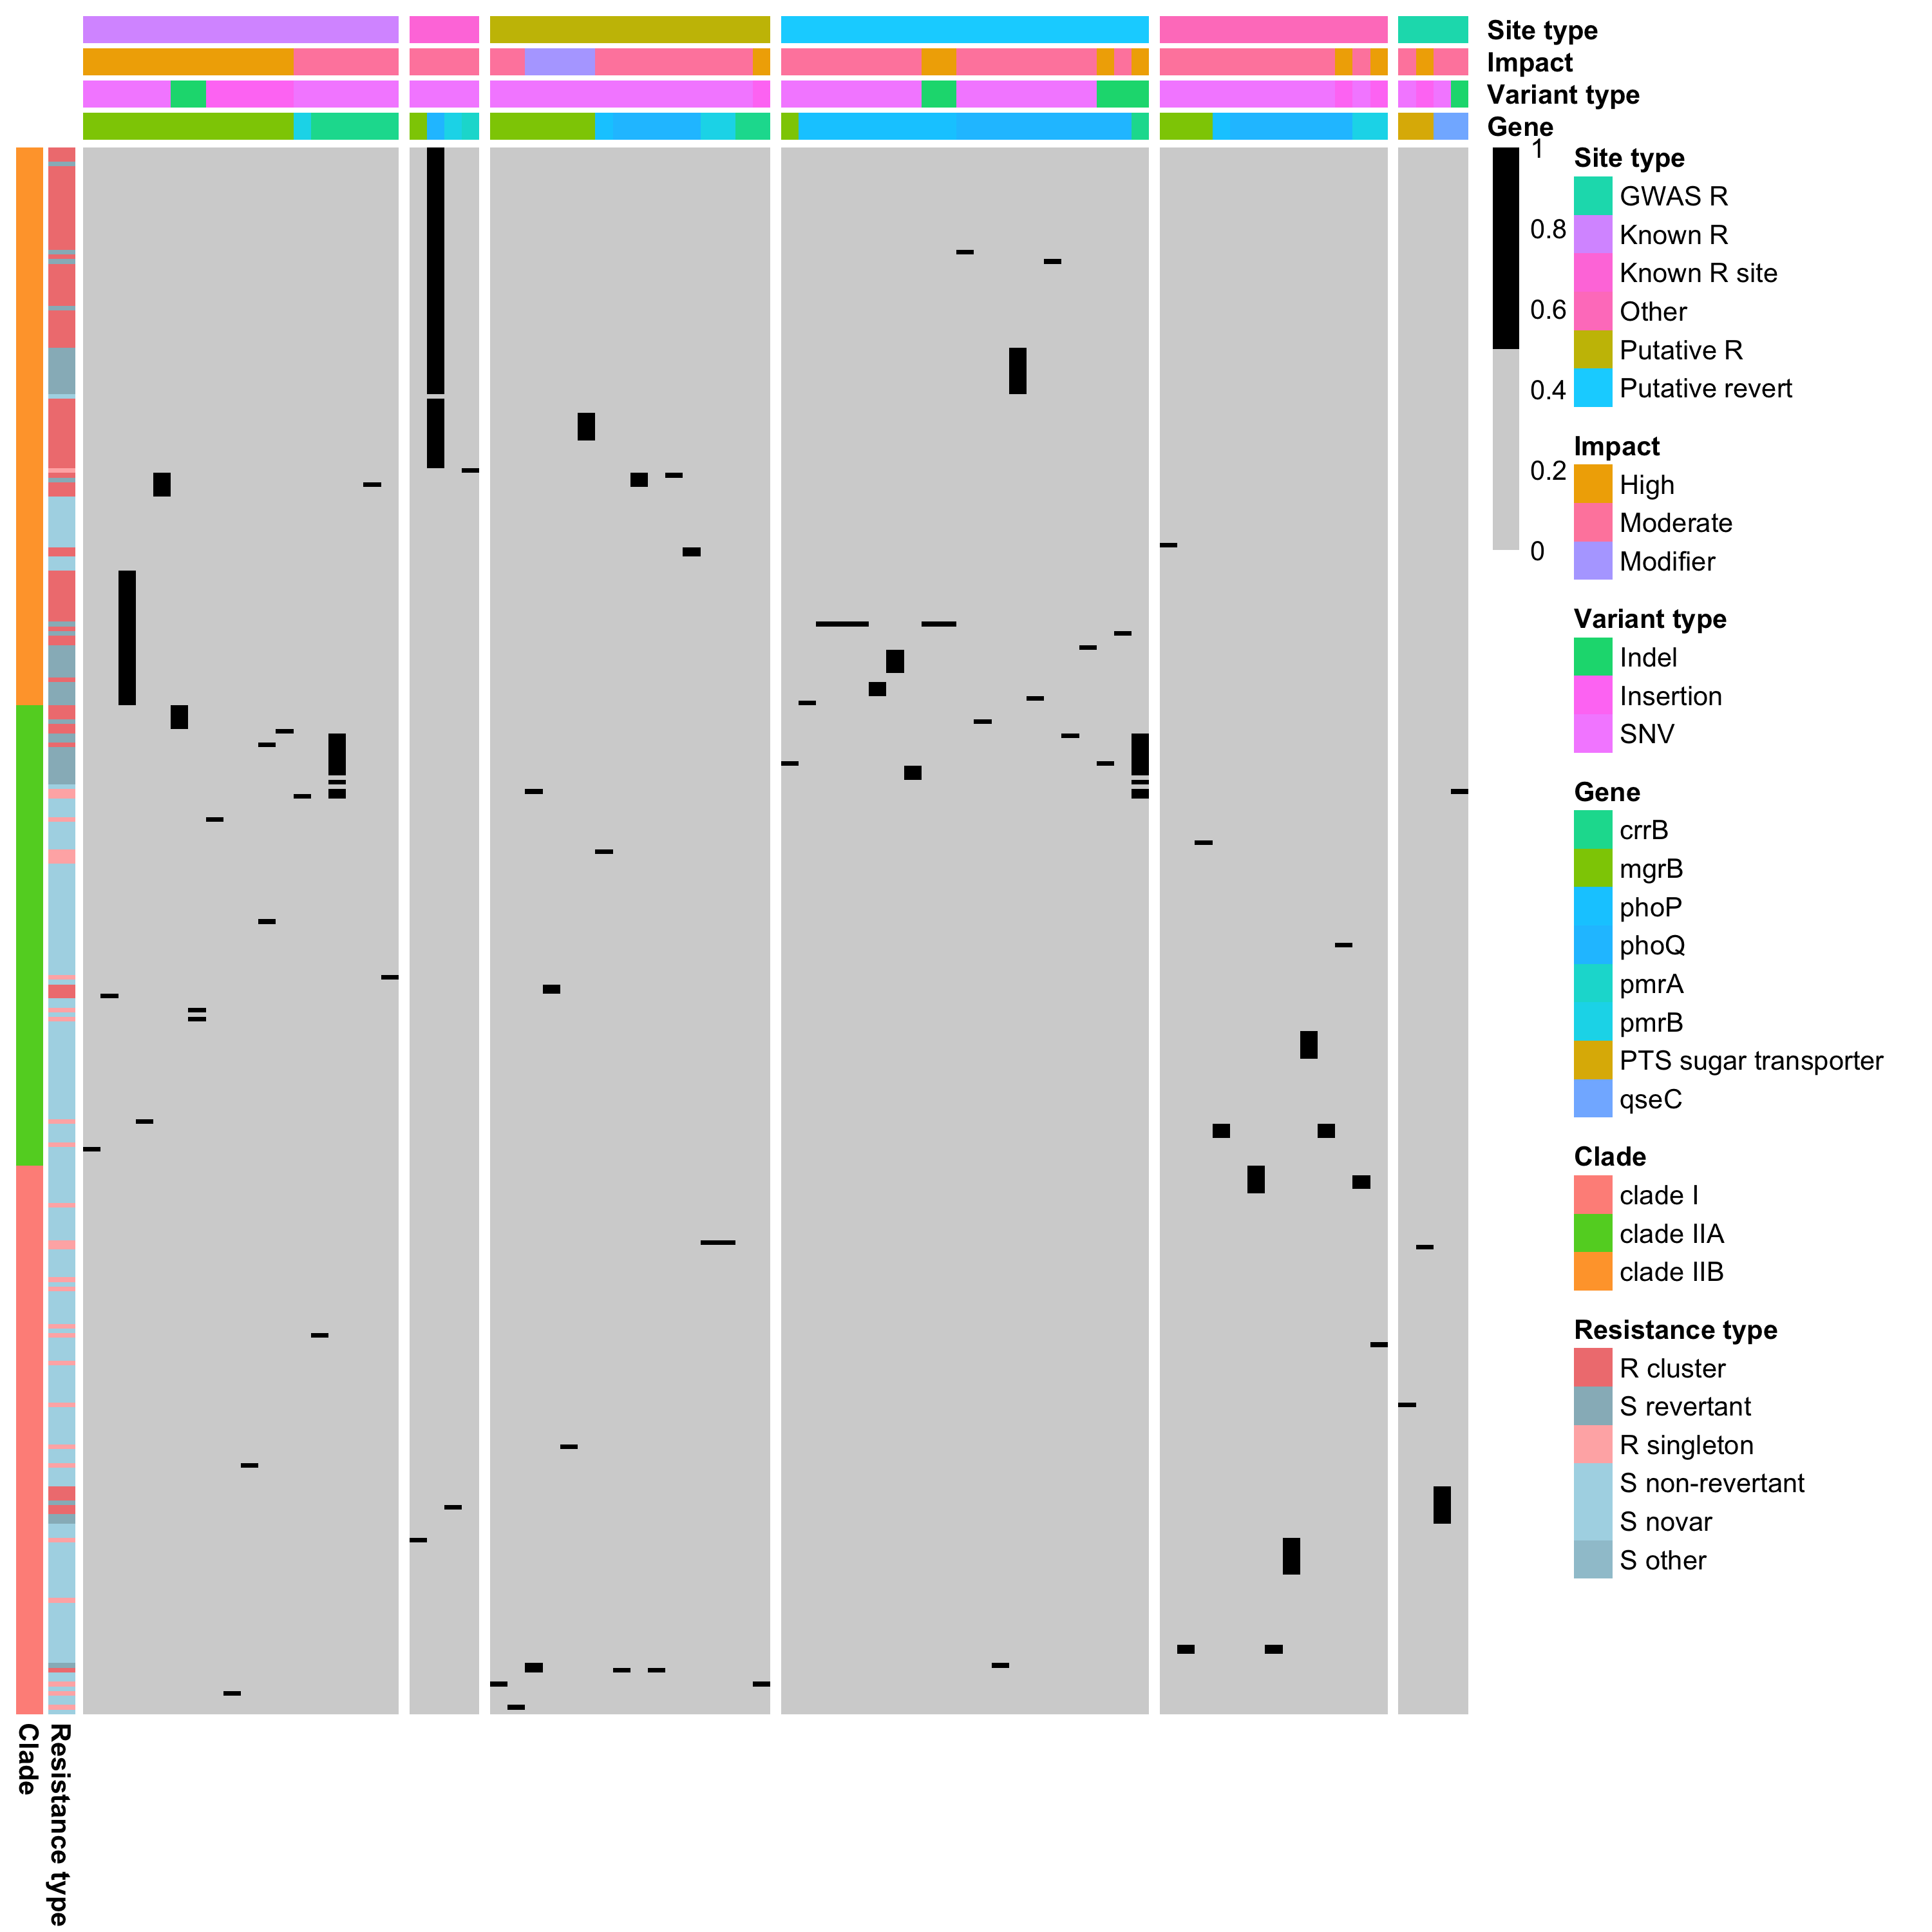 Site type
Impact
Variant type
Gene
1
0.8
0.6
0.4
0.2
0
Site type
GWAS R
Known R
Known R site
Other
Putative R
Putative revert
Impact
High
Moderate
Modifier
Variant type
Indel
Insertion
SNV
Gene
crrB
mgrB
phoP
phoQ
pmrA
pmrB
PTS sugar transporter
qseC
Clade
clade I
clade IIA
clade IIB
Resistance type
R cluster
S revertant
R singleton
S non-revertant
S novar
S other
Clade
Resistance type